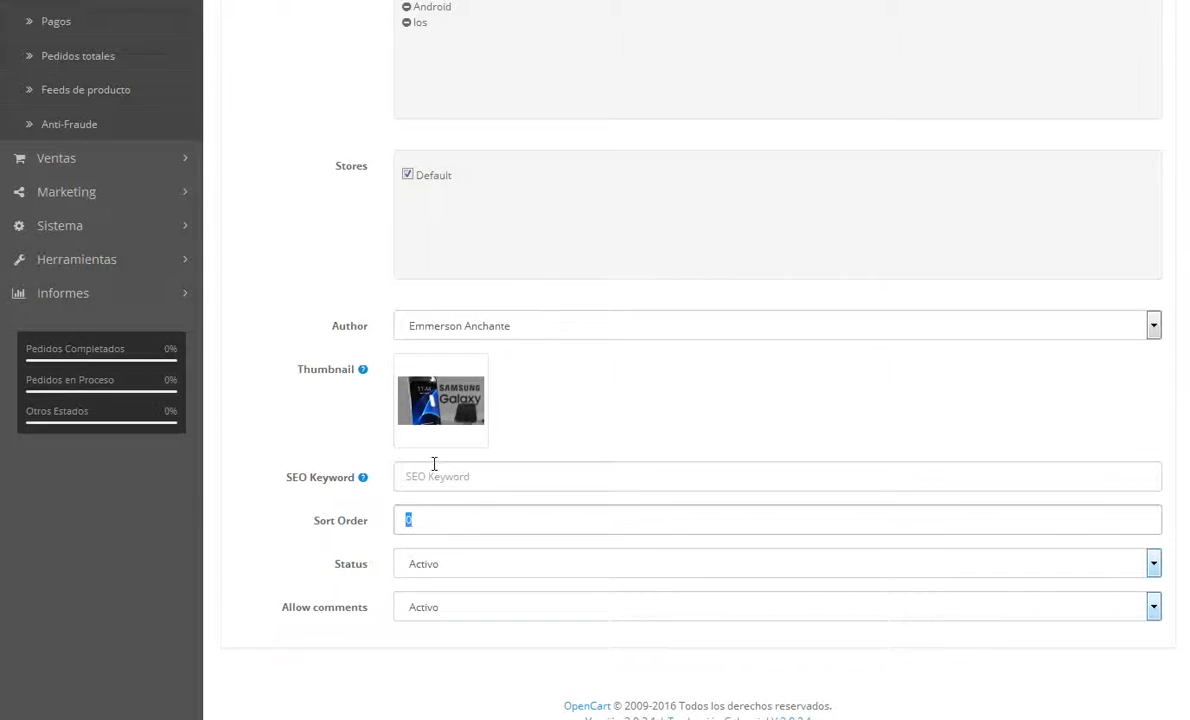 Pagos
Pedidos totales
Feeds de producto
Anti-Fraude
Ventas
Marketing
Sistema
Herramientas
Informes
Pedidos Completados 0%
Pedidos en Proceso 0%
Otros Estados 0%
Android
Ios
Stores
Default
Author Emmerson Anchante
Thumbnail
SAMSUNG
Galaxy
SEO Keyword SEO Keyword
Sort Order 0
Status Activo
Allow comments Activo
OpenCart © 2009-2016 Todos los derechos reservados.